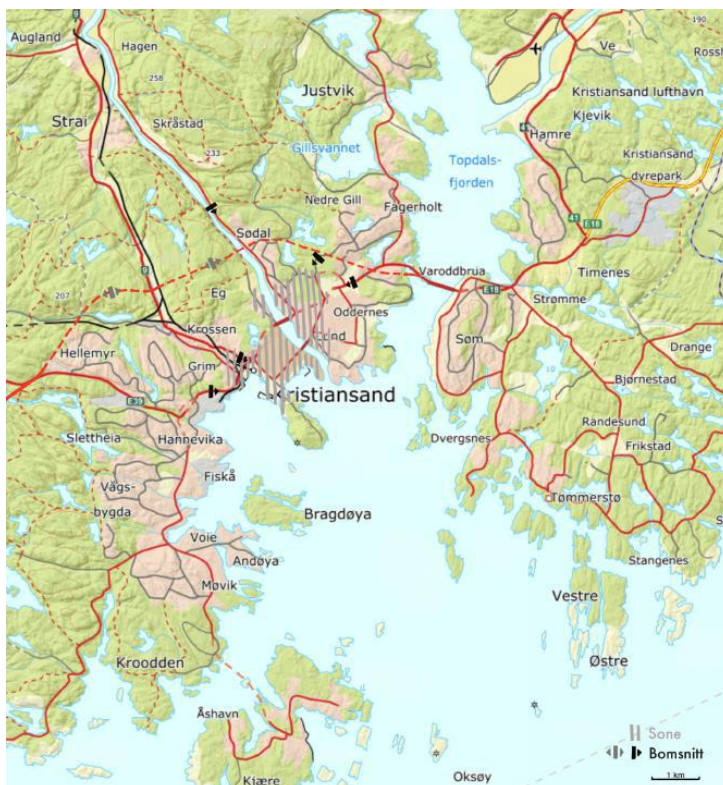 Augland
Hagen
258
Strai
Skråstad
233
Justvik
Gillsvannet
Nedre Gill
Sødal
Fagerholt
Topdals-
fjorden
190
Ve
Kristiansand lufthavn
Kjevik
41
Hamre
Kristiansand
dyrepark
41
E18
Varoddbrua
E18
Timenes
Strømme
9
207
Eg
Krossen
Oddernes
Hellemyr
Grim
Søm
Drange
Kristiansand
Bjørnestad
E39
Slettheia
Hannevika
Dvergsnes
Randesund
Frikstad
Fiskå
Vågs-
bygda
Bragdøya
Tømmerstø
Voie
Andøya
Stangenes
Møvik
Vestre
Kroodden
Østre
Åshavn
Kjære
Oksøy
Sone
Bomsnitt
1 km